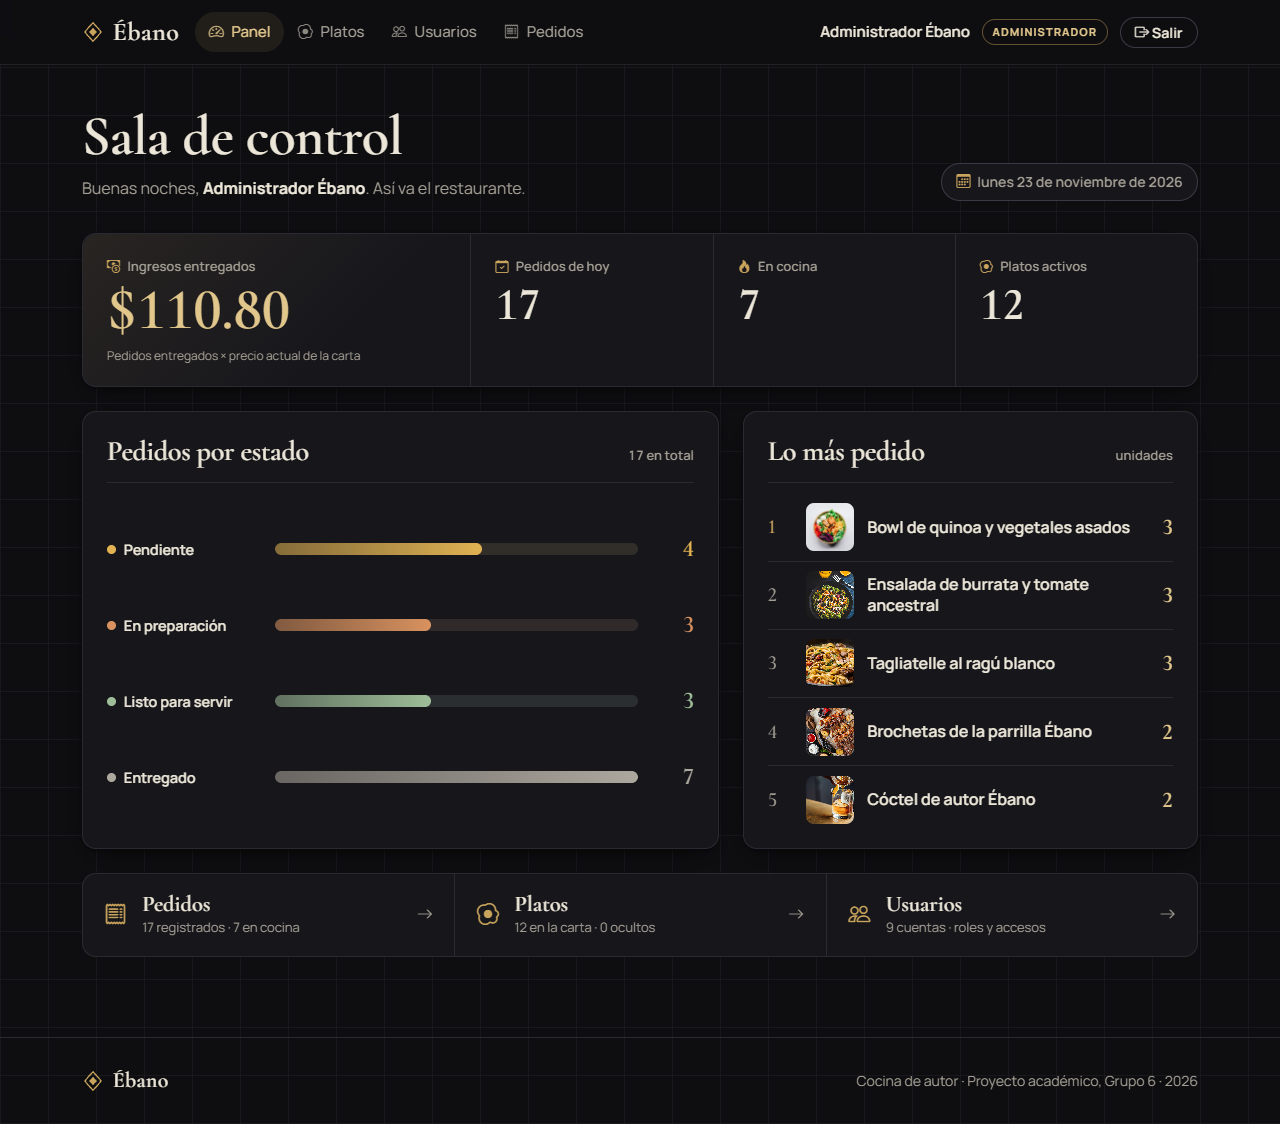 Ébano
Panel
Platos
Usuarios
Pedidos
Administrador Ébano
ADMINISTRADOR
Salir
Sala de control
Buenas noches, Administrador Ébano. Así va el restaurante.
lunes 23 de noviembre de 2026
Ingresos entregados
$110.80
Pedidos entregados × precio actual de la carta
Pedidos de hoy
17
En cocina
7
Platos activos
12
Pedidos por estado
17 en total
Pendiente
4
En preparación
3
Listo para servir
3
Entregado
7
Lo más pedido
unidades
1 Bowl de quinoa y vegetales asados 3
2 Ensalada de burrata y tomate
ancestral 3
3 Tagliatelle al ragú blanco 3
4 Brochetas de la parrilla Ébano 2
5 Cóctel de autor Ébano 2
Pedidos
17 registrados · 7 en cocina
Platos
12 en la carta · 0 ocultos
Usuarios
9 cuentas · roles y accesos
Ébano
Cocina de autor · Proyecto académico, Grupo 6 · 2026